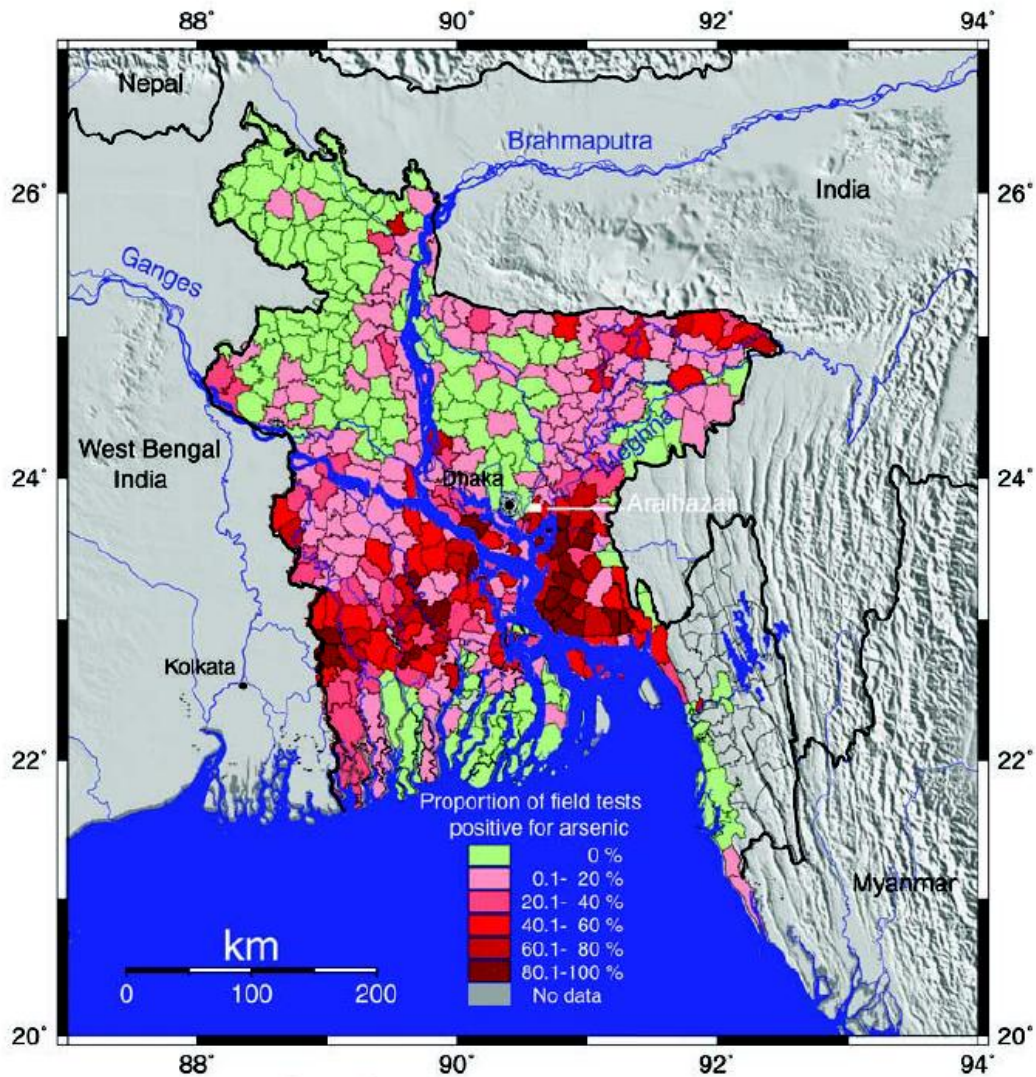 88° 90° 92° 94°
Nepal
Brahmaputra
26° India 26°
Ganges
West Bengal
India
Meghna
24° 24°
Dhaka
Araihazar
Kolkata
22° 22°
Proportion of field tests
positive for arsenic
0 %
0.1- 20 %
20.1- 40 %
40.1- 60 %
60.1- 80 %
80.1-100 %
No data
Myanmar
km
0 100 200
20° 20°
88° 90° 92° 94°